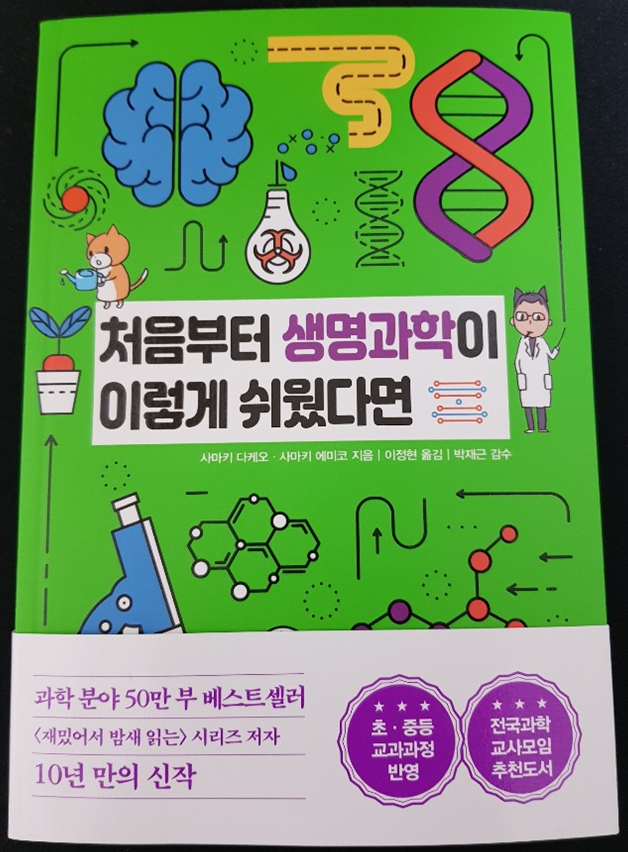 처음부터 생명과학이
이렇게 쉬웠다면
사마키 다케오 · 사마키 에미코 지음 | 이정현 옮김 | 박재근 감수
과학 분야 50만 부 베스트셀러
〈재밌어서 밤새 읽는〉 시리즈 저자
10년 만의 신작
초 · 중등
교과과정
반영
전국과학
교사모임
추천도서